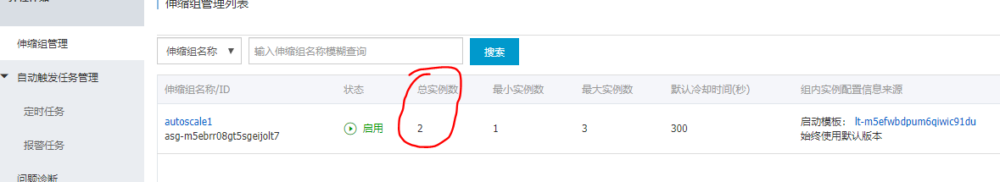 伸缩组管理列表
伸缩组管理
伸缩组名称 ▼ 输入伸缩组名称模糊查询 搜索
自动触发任务管理
伸缩组名称/ID 状态 总实例数 最小实例数 最大实例数 默认冷却时间(秒) 组内实例配置信息来源
定时任务
autoscale1
asg-m5ebrr08gt5sgeijolt7
启用 2 1 3 300
启动模板： lt-m5efwbdpum6qiwic91du
始终使用默认版本
报警任务
问题诊断